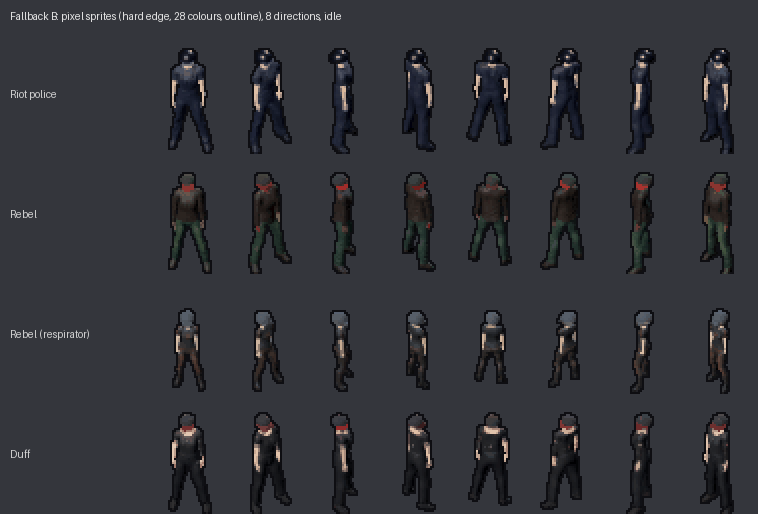 Fallback B: pixel sprites (hard edge, 28 colours, outline), 8 directions, idle
Riot police
Rebel
Rebel (respirator)
Duff